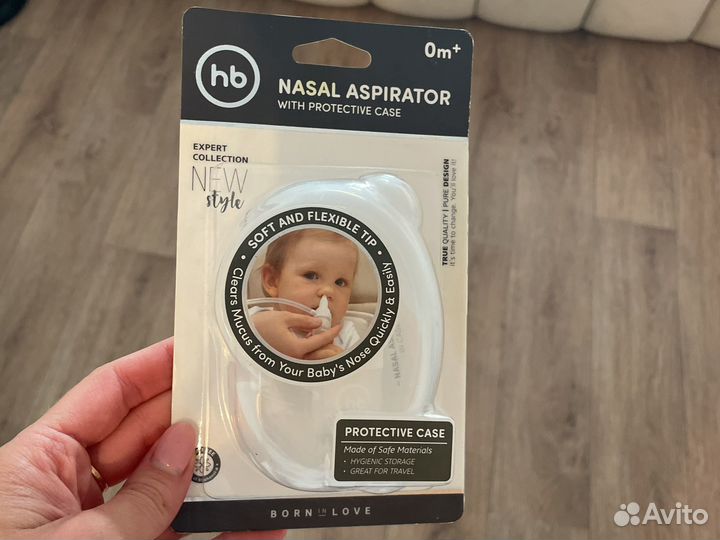 hb
0m+
NASAL ASPIRATOR
WITH PROTECTIVE CASE
EXPERT
COLLECTION
NEW
style
TRUE QUALITY | PURE DESIGN
it's time to change. You'll love it!
• SOFT AND FLEXIBLE TIP •
Clears Mucus from Your Baby's Nose Quickly & Easily
PROTECTIVE CASE
Made of Safe Materials
• HYGIENIC STORAGE
• GREAT FOR TRAVEL
BORN IN LOVE
Avito